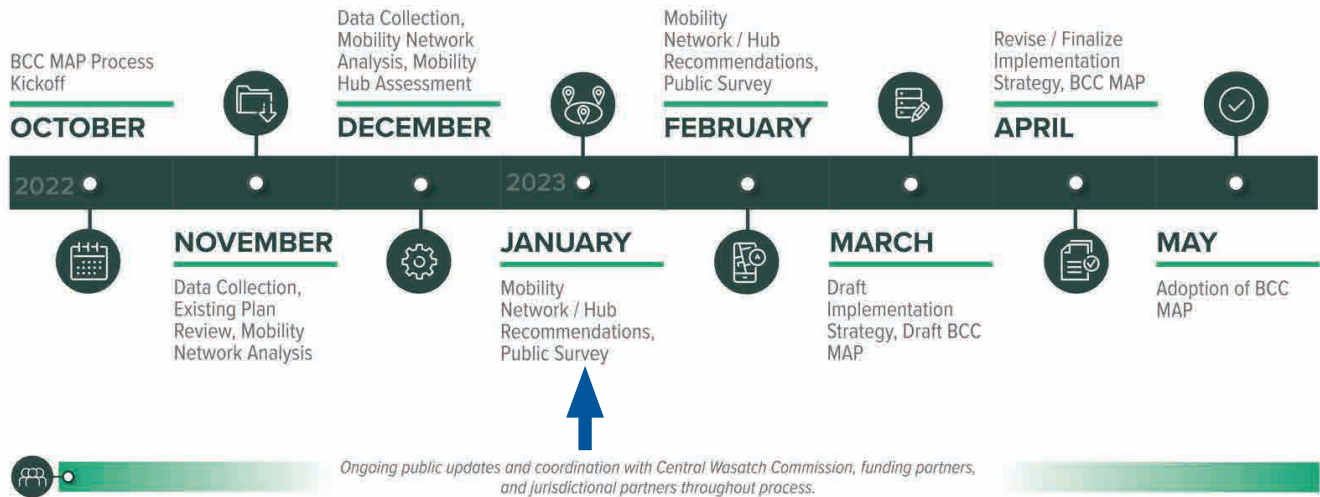 BCC MAP Process
Kickoff
OCTOBER
2022
NOVEMBER
Data Collection,
Existing Plan
Review, Mobility
Network Analysis
Data Collection,
Mobility Network
Analysis, Mobility
Hub Assessment
DECEMBER
2023
JANUARY
Mobility
Network / Hub
Recommendations,
Public Survey
Mobility
Network / Hub
Recommendations,
Public Survey
FEBRUARY
MARCH
Draft
Implementation
Strategy, Draft BCC
MAP
Revise / Finalize
Implementation
Strategy, BCC MAP
APRIL
MAY
Adoption of BCC
MAP
Ongoing public updates and coordination with Central Wasatch Commission, funding partners,
and jurisdictional partners throughout process.